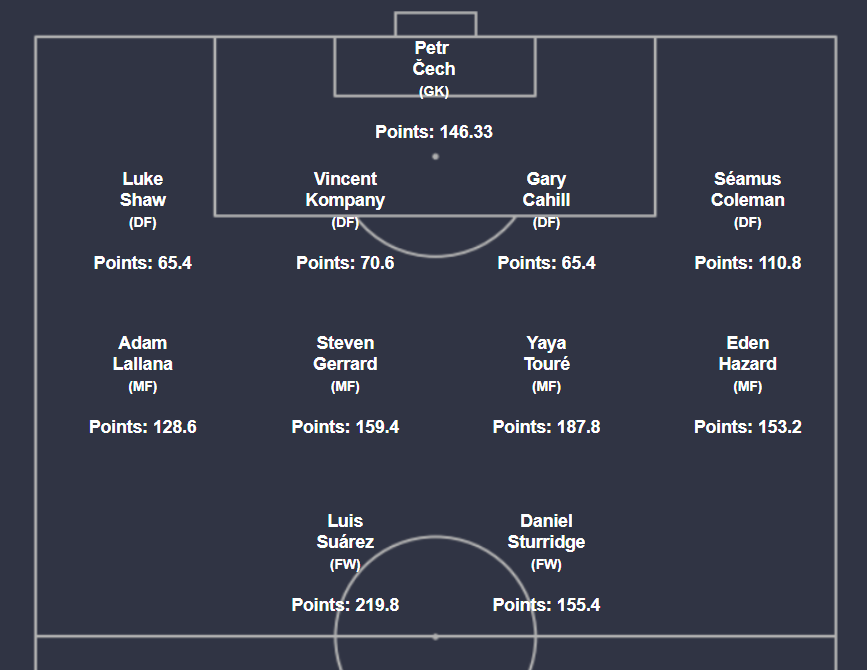 Petr
Čech
(GK)
Points: 146.33
Luke
Shaw
(DF)
Points: 65.4
Vincent
Kompany
(DF)
Points: 70.6
Gary
Cahill
(DF)
Points: 65.4
Séamus
Coleman
(DF)
Points: 110.8
Adam
Lallana
(MF)
Points: 128.6
Steven
Gerrard
(MF)
Points: 159.4
Yaya
Touré
(MF)
Points: 187.8
Eden
Hazard
(MF)
Points: 153.2
Luis
Suárez
(FW)
Points: 219.8
Daniel
Sturridge
(FW)
Points: 155.4